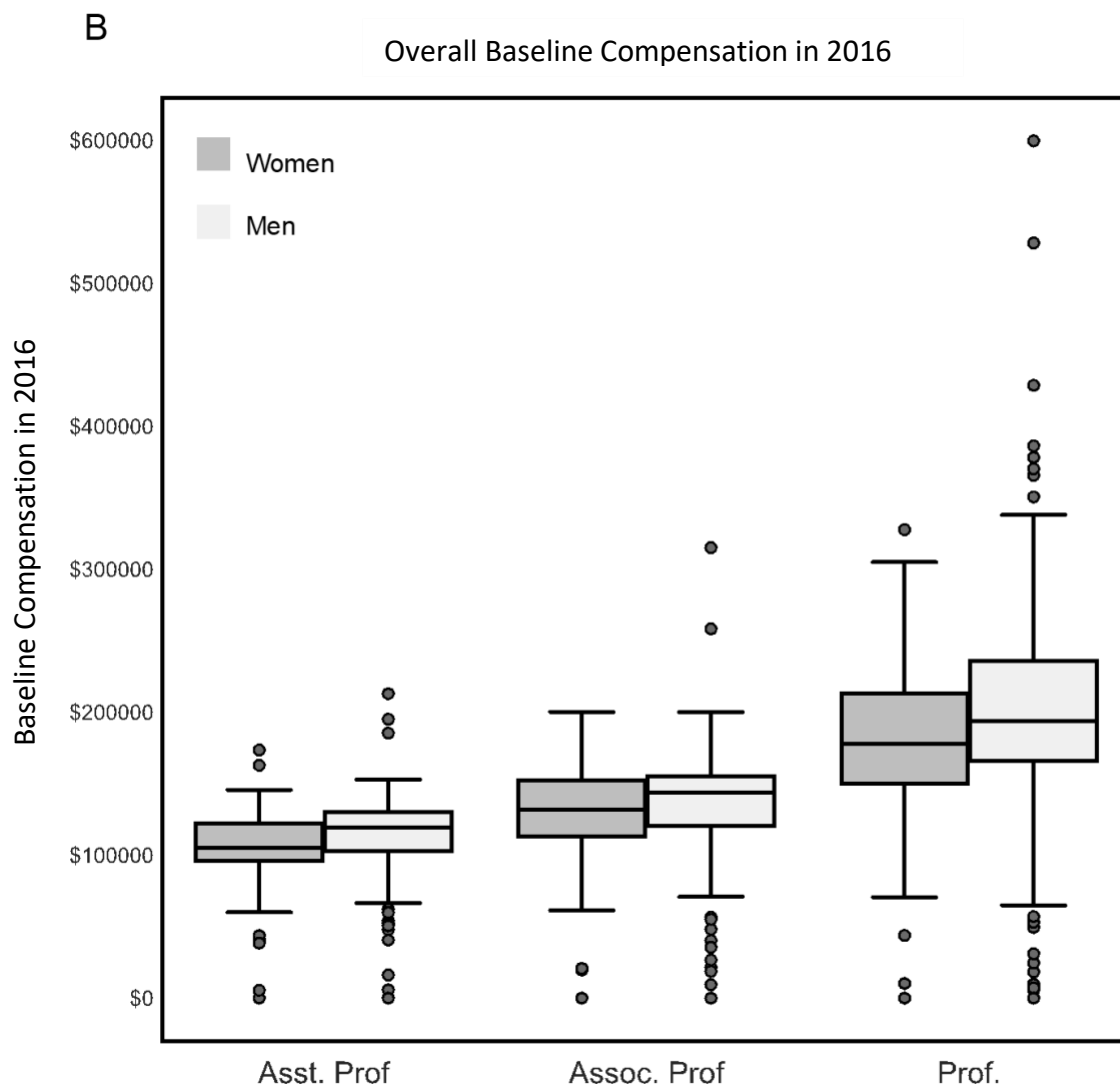 B
Overall Baseline Compensation in 2016
$600000
Women
Men
$500000
$400000
Baseline Compensation in 2016
$300000
$200000
$100000
$0
Asst. Prof
Assoc. Prof
Prof.